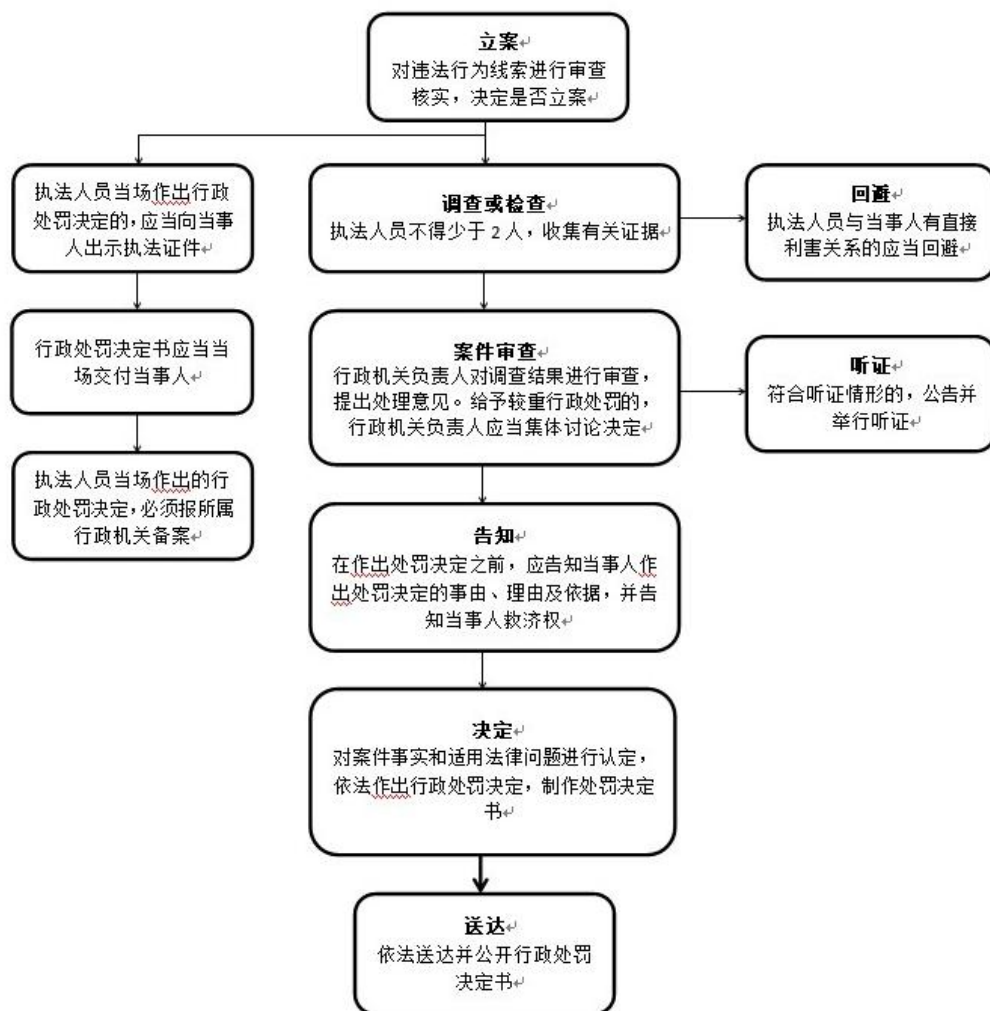 立案
对违法行为线索进行审查
核实，决定是否立案
执法人员当场作出行政
处罚决定的，应当向当事
人出示执法证件
调查或检查
执法人员不得少于 2 人，收集有关证据
回避
执法人员与当事人有直接
利害关系的应当回避
行政处罚决定书应当当
场交付当事人
案件审查
行政机关负责人对调查结果进行审查，
提出处理意见。给予较重行政处罚的，
行政机关负责人应当集体讨论决定
听证
符合听证情形的，公告并
举行听证
执法人员当场作出的行
政处罚决定，必须报所属
行政机关备案
告知
在作出处罚决定之前，应告知当事人作
出处罚决定的事由、理由及依据，并告
知当事人救济权
决定
对案件事实和适用法律问题进行认定，
依法作出行政处罚决定，制作处罚决定
书
送达
依法送达并公开行政处罚
决定书